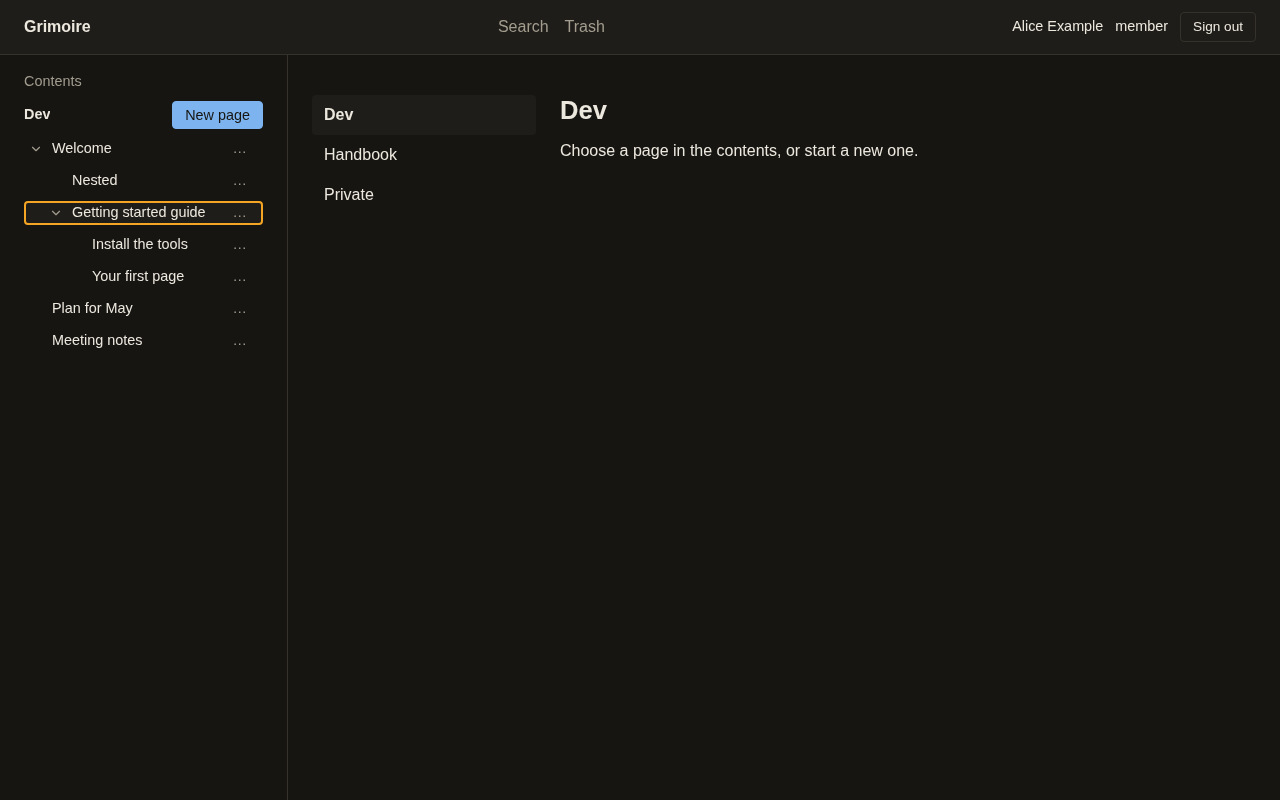 Grimoire
Search Trash
Alice Example member Sign out
Contents
Dev New page
Welcome ...
Nested ...
Getting started guide ...
Install the tools ...
Your first page ...
Plan for May ...
Meeting notes ...
Dev
Handbook
Private
Dev
Choose a page in the contents, or start a new one.